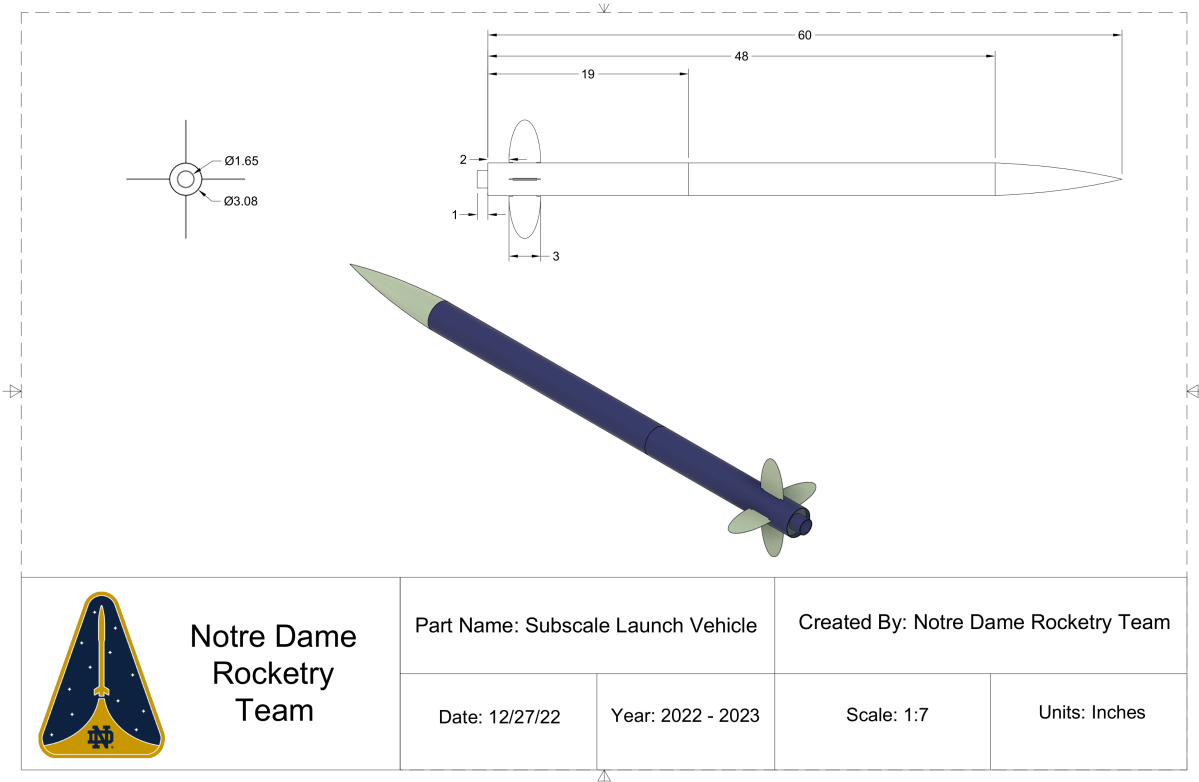 60
48
19
2
Ø1.65
Ø3.08
1
3
Notre Dame
Rocketry
Team
Part Name: Subscale Launch Vehicle
Created By: Notre Dame Rocketry Team
Date: 12/27/22
Year: 2022 - 2023
Scale: 1:7
Units: Inches
ND